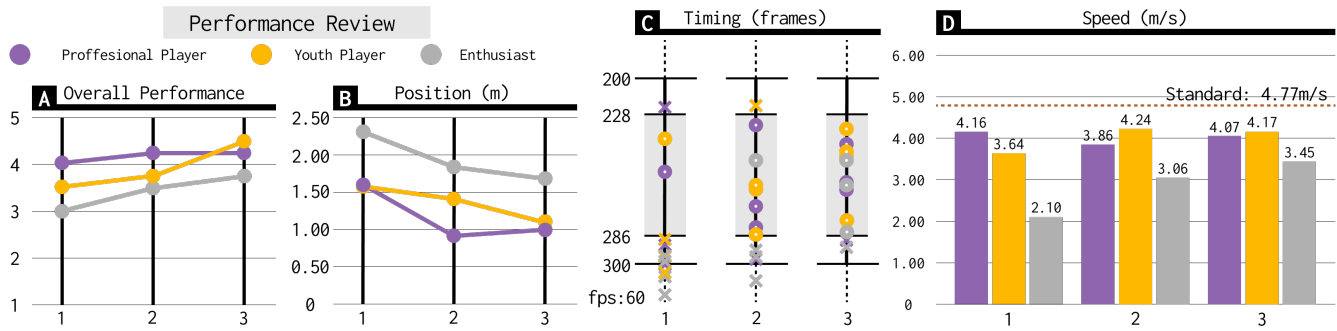 Performance Review
Proffesional Player
Youth Player
Enthusiast
A Overall Performance
5
4
3
2
1
1 2 3
B Position (m)
2.50
2.00
1.50
1.00
0.50
0
1 2 3
C Timing (frames)
200
228
286
300
fps:60
1 2 3
D Speed (m/s)
6.00
5.00
4.00
3.00
2.00
1.00
0
Standard: 4.77m/s
4.16 3.64 2.10
3.86 4.24 3.06
4.07 4.17 3.45
1 2 3